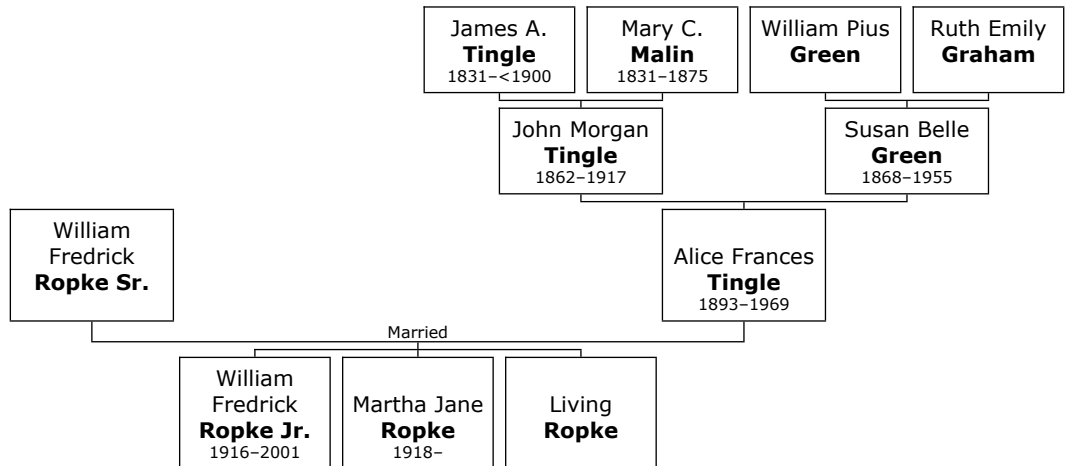 James A.
Tingle
1831–<1900
Mary C.
Malin
1831–1875
William Pius
Green
Ruth Emily
Graham
John Morgan
Tingle
1862–1917
Susan Belle
Green
1868–1955
William
Fredrick
Ropke Sr.
Alice Frances
Tingle
1893–1969
Married
William
Fredrick
Ropke Jr.
1916–2001
Martha Jane
Ropke
1918–
Living
Ropke